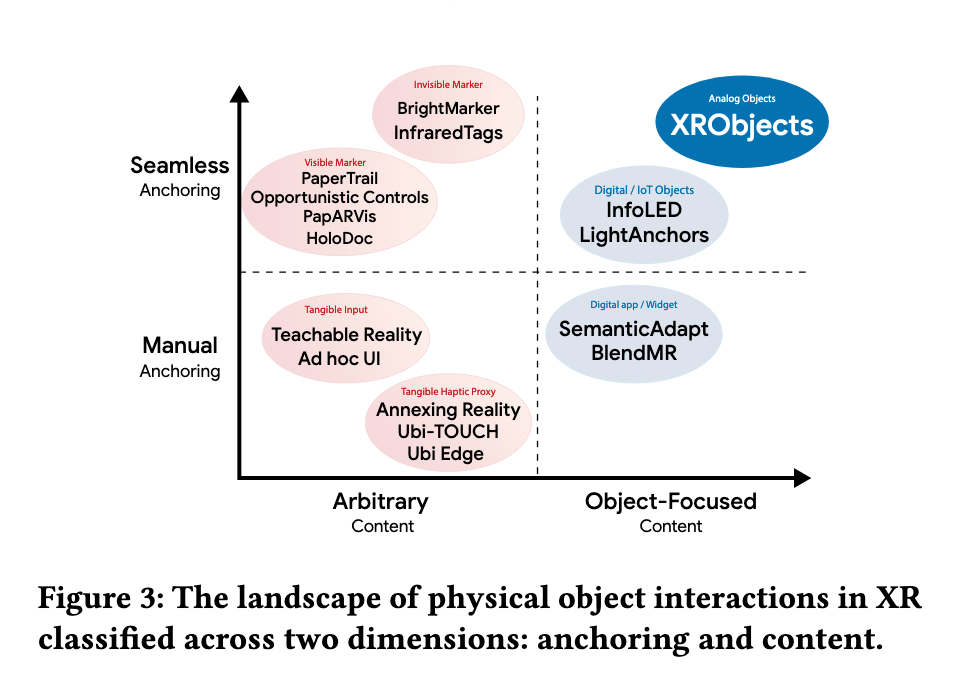 Invisible Marker
BrightMarker
InfraredTags
Analog Objects
XRObjects
Seamless
Anchoring
Visible Marker
PaperTrail
Opportunistic Controls
PapARVis
HoloDoc
Digital / IoT Objects
InfoLED
LightAnchors
Manual
Anchoring
Tangible Input
Teachable Reality
Ad hoc UI
Digital app / Widget
SemanticAdapt
BlendMR
Tangible Haptic Proxy
Annexing Reality
Ubi-TOUCH
Ubi Edge
Arbitrary
Content
Object-Focused
Content
Figure 3: The landscape of physical object interactions in XR
classified across two dimensions: anchoring and content.